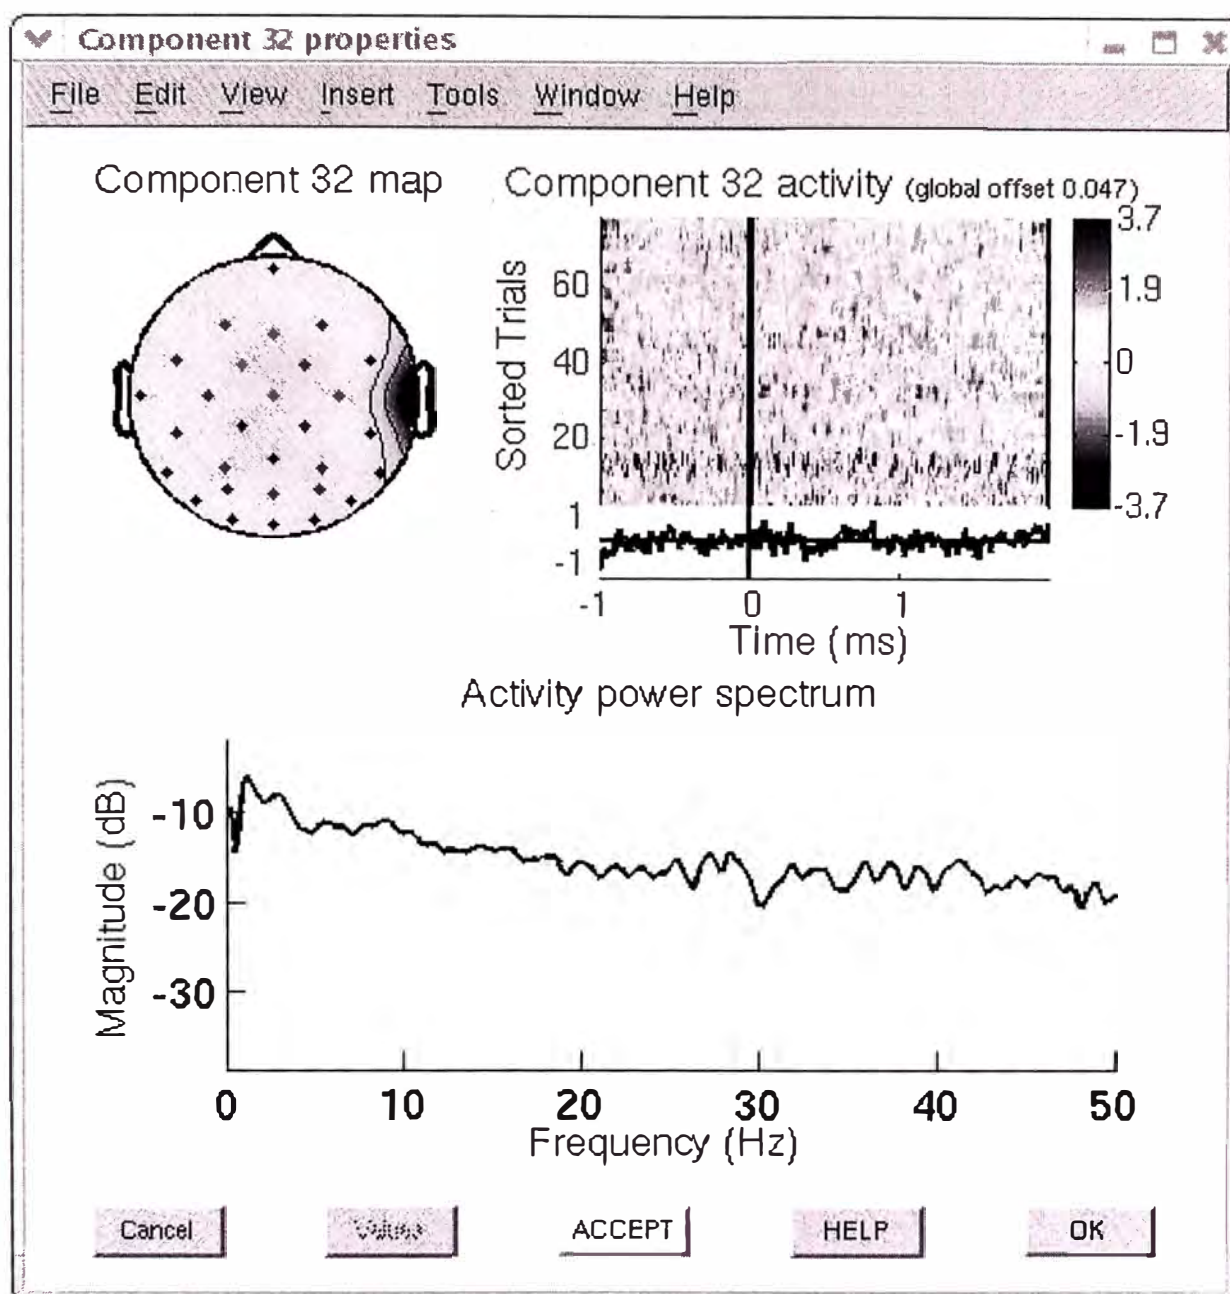 Component 32 properties
File Edit View Insert Tools Window Help
Component 32 map
Component 32 activity (global offset 0.047)
Sorted Trials
60
40
20
1
-1
3.7
1.9
0
-1.9
-3.7
-1 0 1
Time (ms)
Activity power spectrum
Magnitude (dB)
-10
-20
-30
0 10 20 30 40 50
Frequency (Hz)
Cancel Values ACCEPT HELP OK